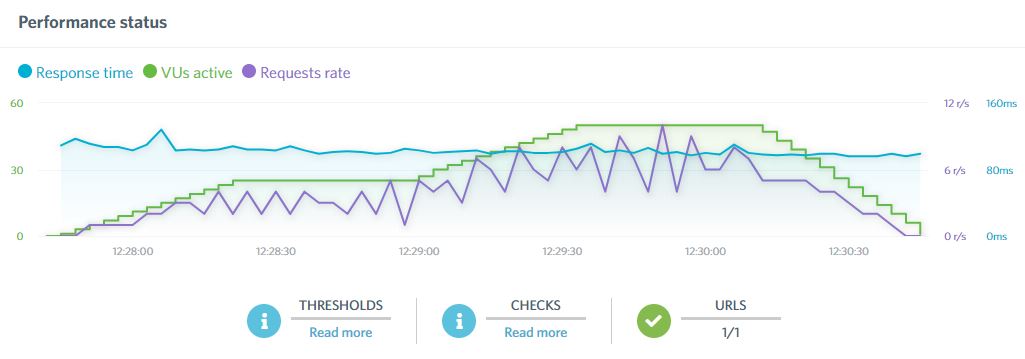 Performance status
Response time VUs active Requests rate
60 12 r/s 160ms
30 6 r/s 80ms
0 0 r/s 0ms
12:28:00 12:28:30 12:29:00 12:29:30 12:30:00 12:30:30
THRESHOLDS CHECKS URLS
Read more Read more 1/1